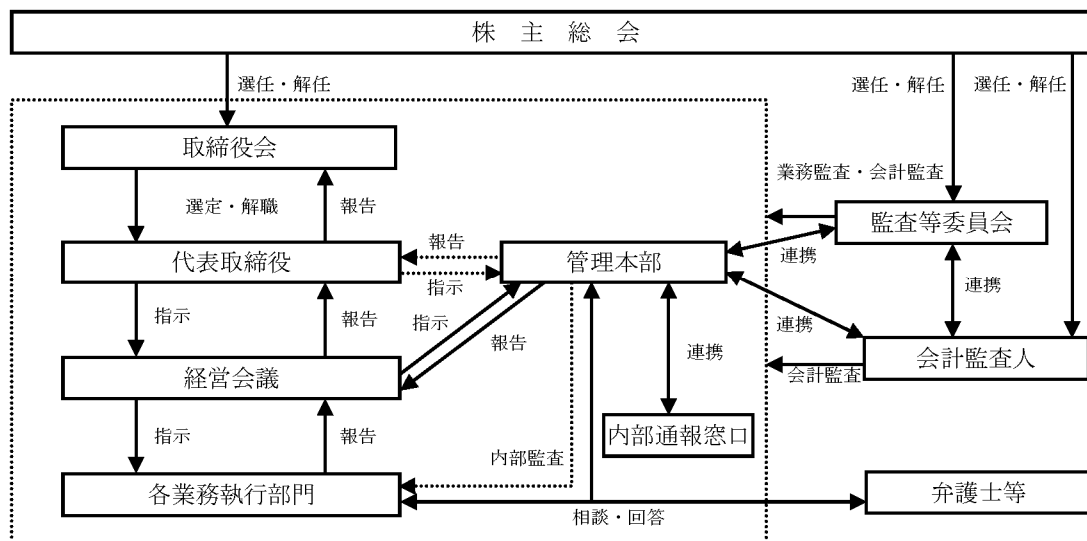 株 主 総 会
選任・解任
選任・解任
選任・解任
取締役会
業務監査・会計監査
選定・解職
報告
監査等委員会
代表取締役
報告
指示
管理本部
連携
連携
指示
報告
指示
報告
連携
連携
経営会議
会計監査人
会計監査
指示
報告
内部通報窓口
内部監査
各業務執行部門
弁護士等
相談・回答